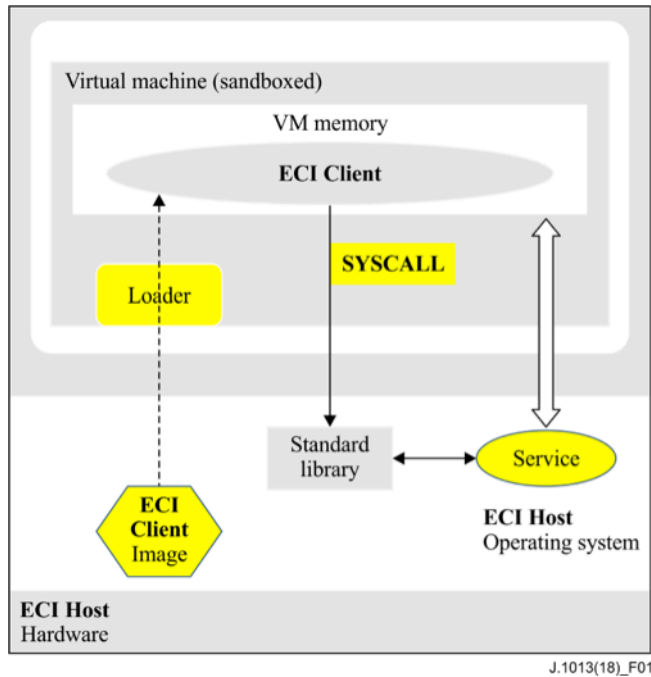 Virtual machine (sandboxed)
VM memory
ECI Client
SYSCALL
Loader
Standard
library
Service
ECI
Client
Image
ECI Host
Operating system
ECI Host
Hardware
J.1013(18)_F01